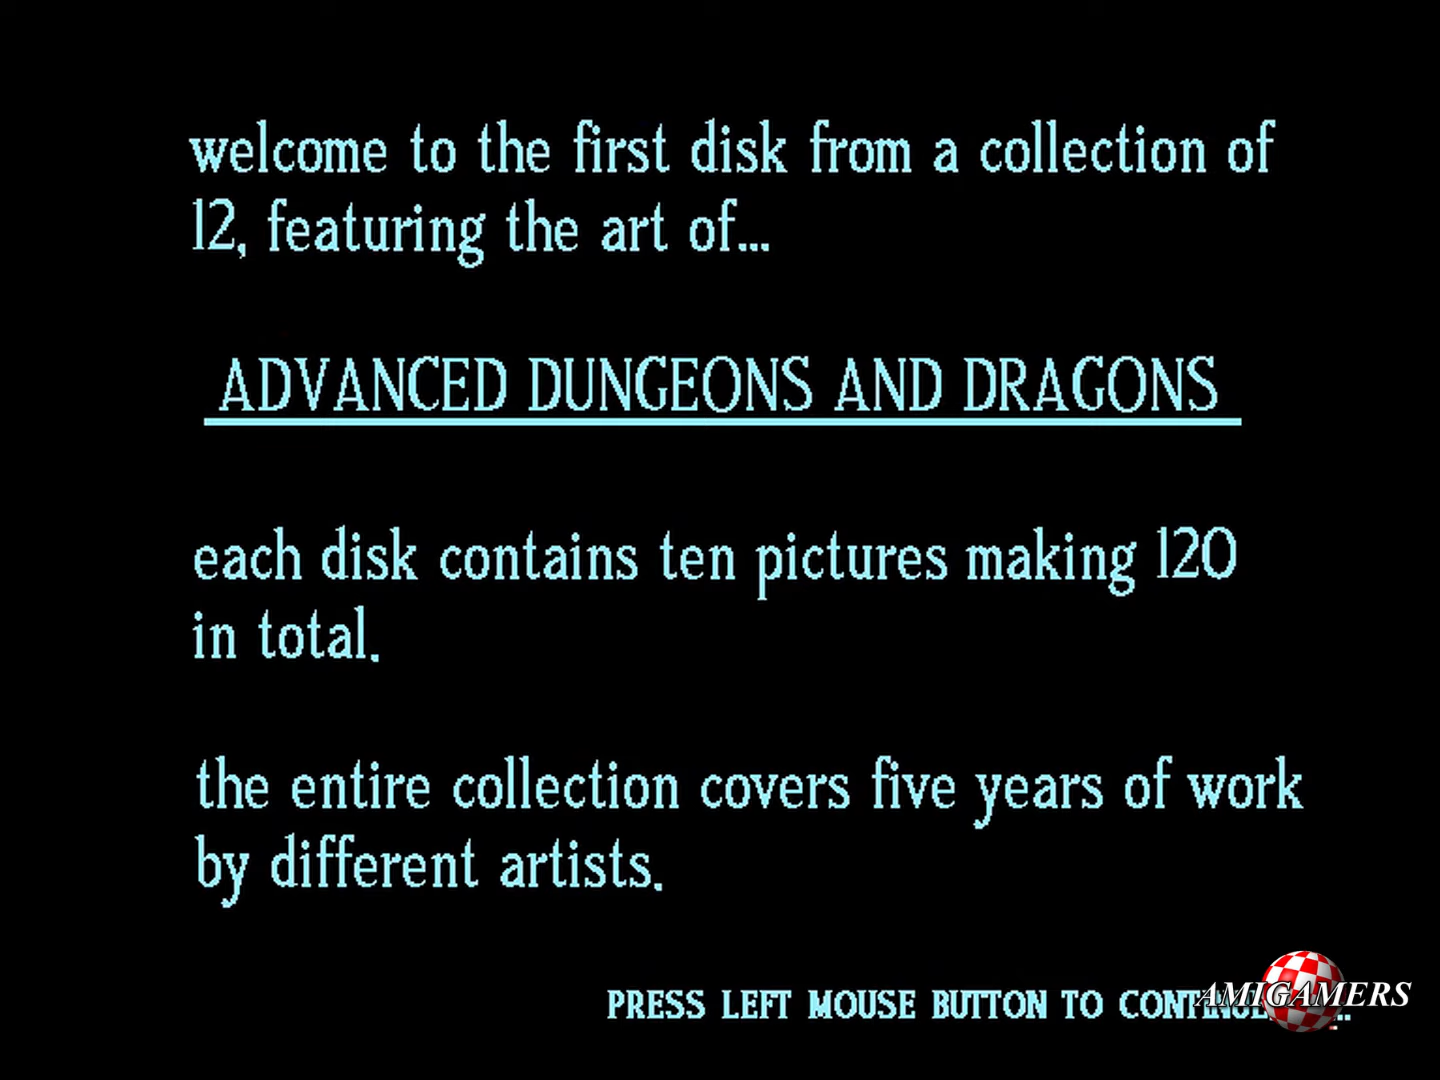 welcome to the first disk from a collection of
12, featuring the art of...
ADVANCED DUNGEONS AND DRAGONS
each disk contains ten pictures making 120
in total.
the entire collection covers five years of work
by different artists.
PRESS LEFT MOUSE BUTTON TO CONTINUE...
AMIGAMERS